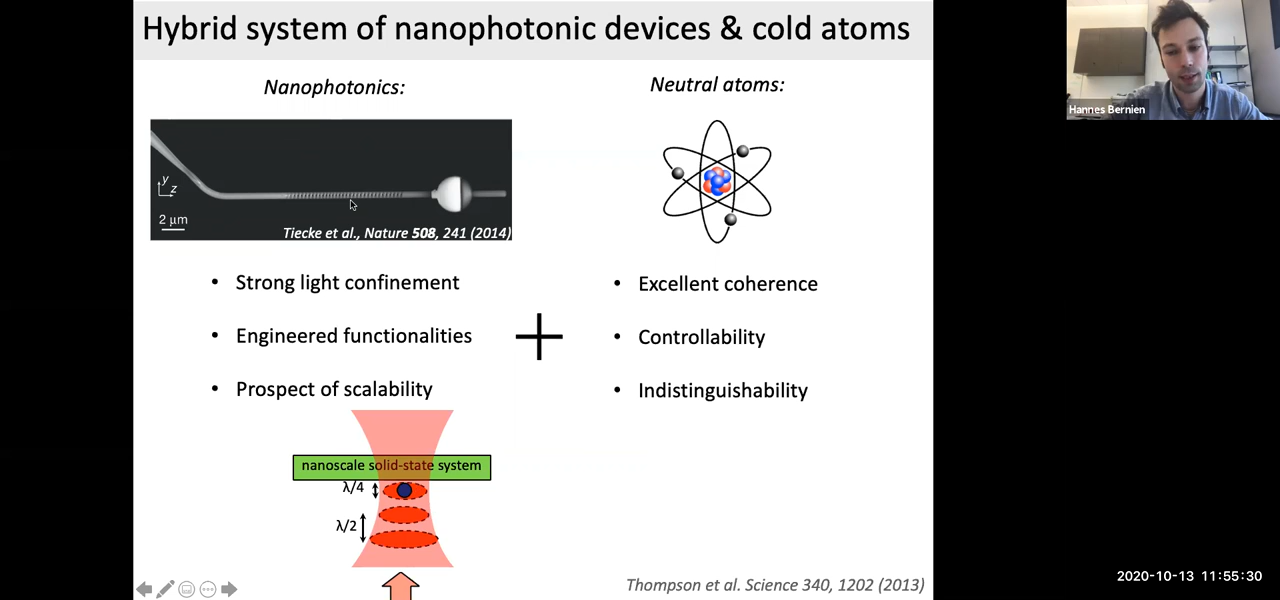 Hybrid system of nanophotonic devices & cold atoms
Nanophotonics:
Neutral atoms:
y
z
2 μm
Tiecke et al., Nature 508, 241 (2014)
• Strong light confinement
• Engineered functionalities
• Prospect of scalability
+
• Excellent coherence
• Controllability
• Indistinguishability
nanoscale solid-state system
λ/4
λ/2
Thompson et al. Science 340, 1202 (2013)
Hannes Bernien
2020-10-13 11:55:30